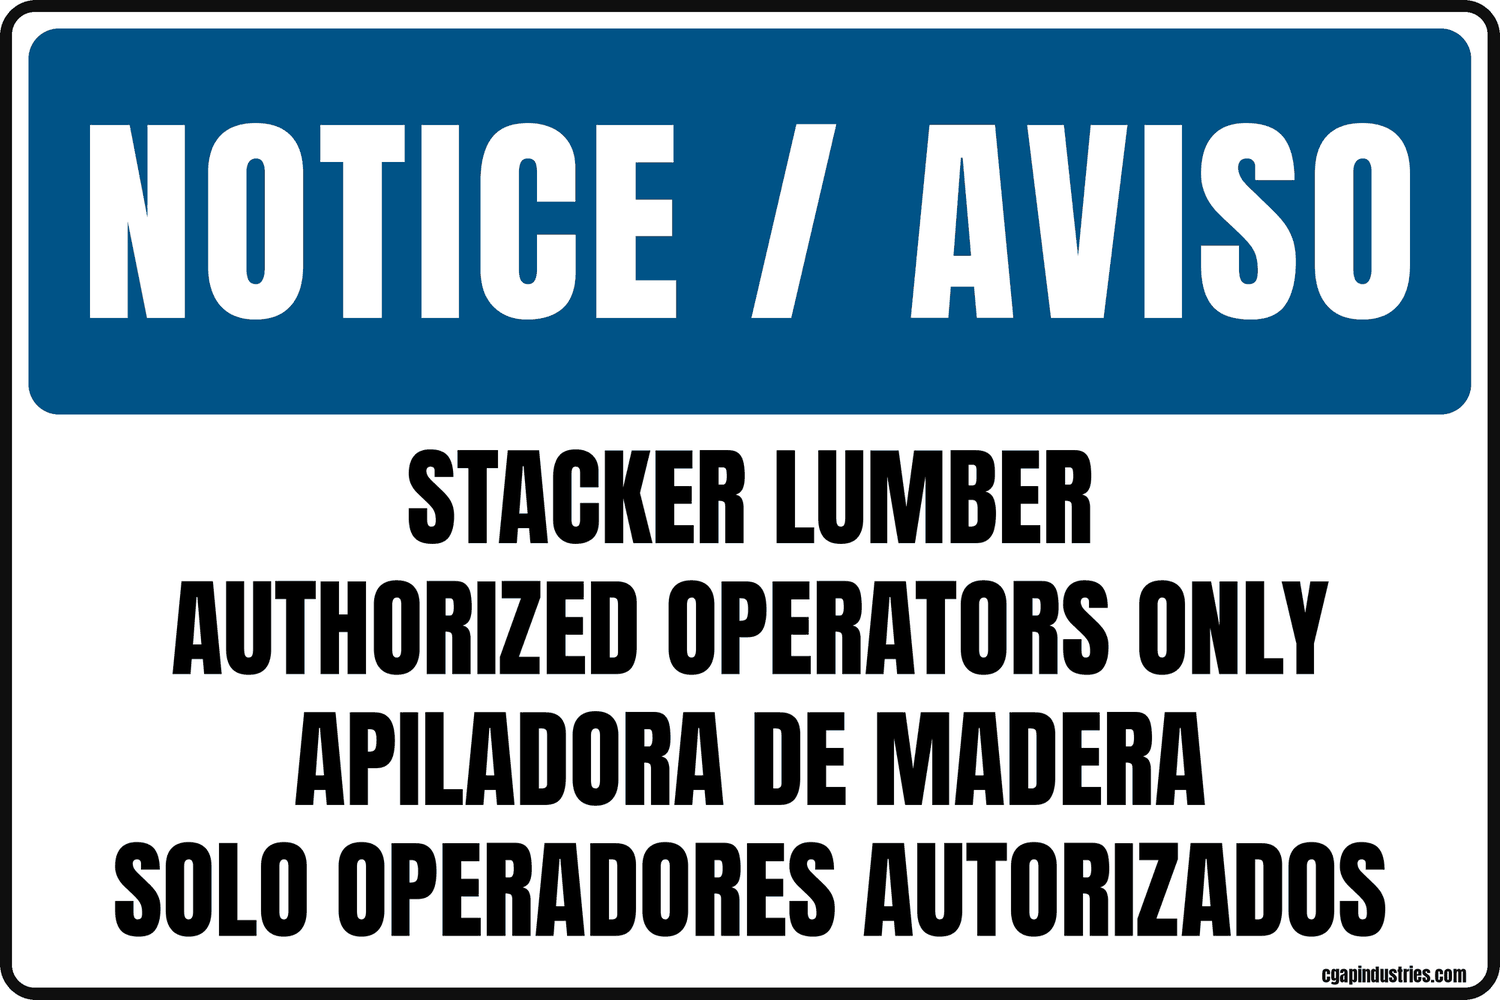 NOTICE / AVISO
STACKER LUMBER
AUTHORIZED OPERATORS ONLY
APILADORA DE MADERA
SOLO OPERADORES AUTORIZADOS
cgapindustries.com